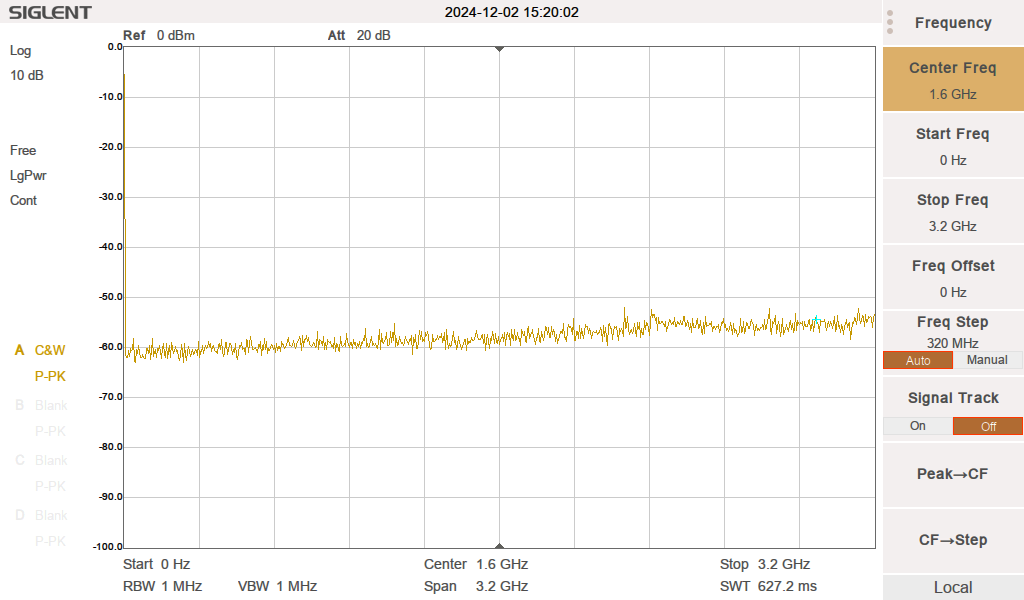 SIGLENT
2024-12-02 15:20:02
Frequency
Ref 0 dBm Att 20 dB
Log
10 dB
Free
LgPwr
Cont
A C&W
P-PK
B Blank
P-PK
C Blank
P-PK
D Blank
P-PK
0.0
-10.0
-20.0
-30.0
-40.0
-50.0
-60.0
-70.0
-80.0
-90.0
-100.0
Start 0 Hz Center 1.6 GHz Stop 3.2 GHz
RBW 1 MHz VBW 1 MHz Span 3.2 GHz SWT 627.2 ms
Center Freq
1.6 GHz
Start Freq
0 Hz
Stop Freq
3.2 GHz
Freq Offset
0 Hz
Freq Step
320 MHz
Auto Manual
Signal Track
On Off
Peak→CF
CF→Step
Local